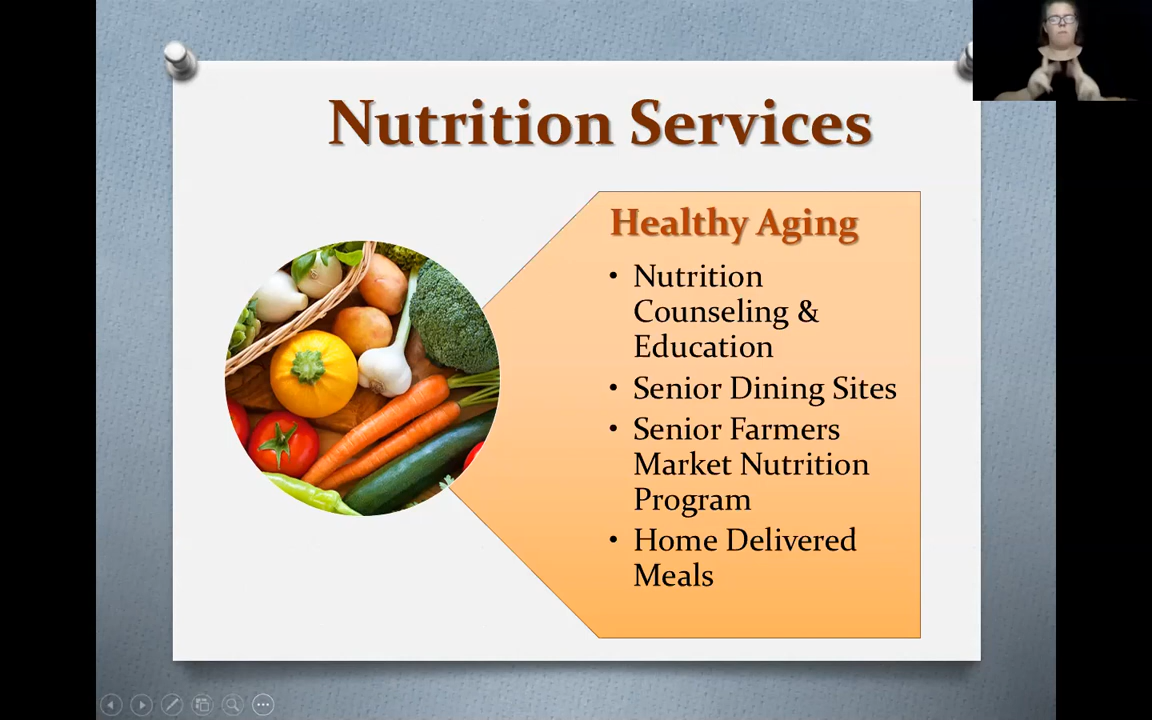 Nutrition Services
Healthy Aging
• Nutrition
Counseling &
Education
• Senior Dining Sites
• Senior Farmers
Market Nutrition
Program
• Home Delivered
Meals